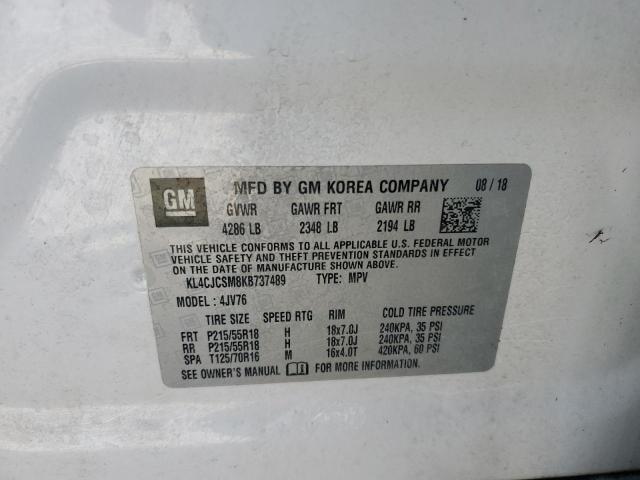 GM MFD BY GM KOREA COMPANY 08 / 18
GVWR GAWR FRT GAWR RR
4286 LB 2348 LB 2194 LB
THIS VEHICLE CONFORMS TO ALL APPLICABLE U.S. FEDERAL MOTOR
VEHICLE SAFETY AND THEFT PREVENTION STANDARDS IN EFFECT ON
THE DATE OF MANUFACTURE SHOWN ABOVE.
KL4CJCSM8KB737489 TYPE: MPV
MODEL : 4JV76
TIRE SIZE SPEED RTG RIM COLD TIRE PRESSURE
FRT P215/55R18 H 18x7.0J 240KPA, 35 PSI
RR P215/55R18 H 18x7.0J 240KPA, 35 PSI
SPA T125/70R16 M 16x4.0T 420KPA, 60 PSI
SEE OWNER'S MANUAL FOR MORE INFORMATION